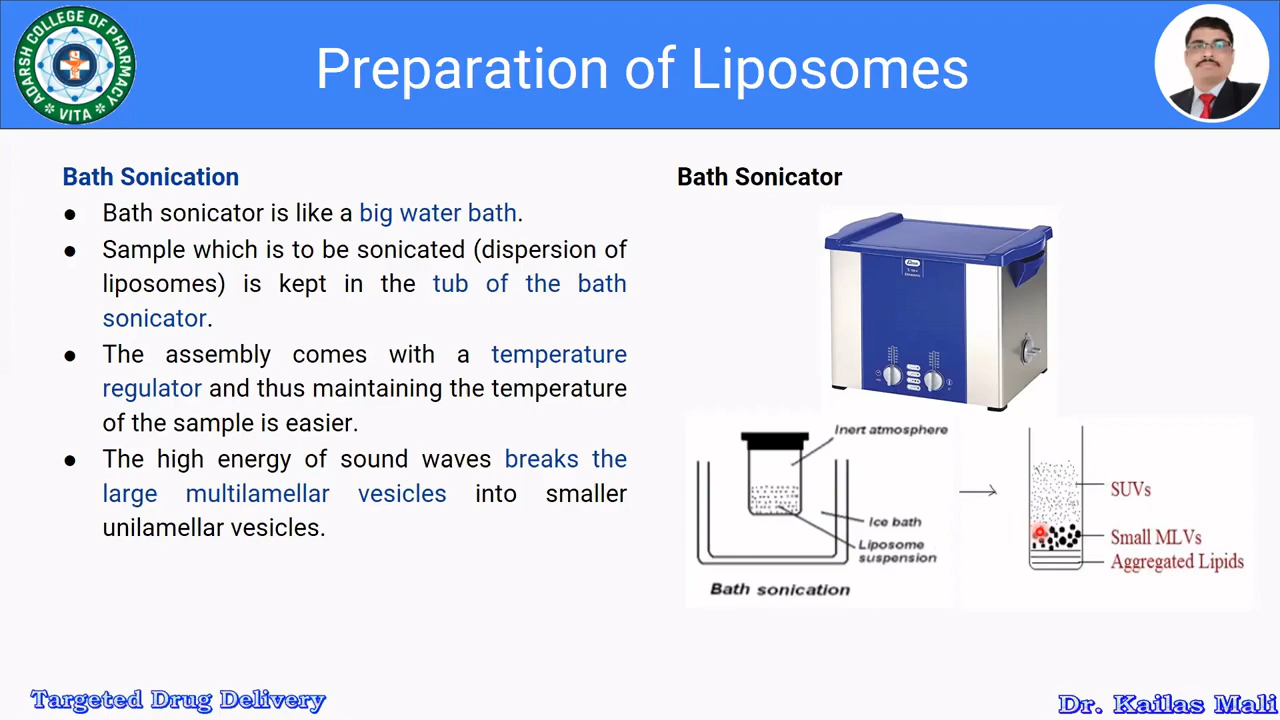 ADARSH COLLEGE OF PHARMACY
VITA
Preparation of Liposomes
Bath Sonication
● Bath sonicator is like a big water bath.
● Sample which is to be sonicated (dispersion of
liposomes) is kept in the tub of the bath
sonicator.
● The assembly comes with a temperature
regulator and thus maintaining the temperature
of the sample is easier.
● The high energy of sound waves breaks the
large multilamellar vesicles into smaller
unilamellar vesicles.
Bath Sonicator
Inert atmosphere
Ice bath
Liposome
suspension
Bath sonication
SUVs
Small MLVs
Aggregated Lipids
Targeted Drug Delivery
Dr. Kailas Mali